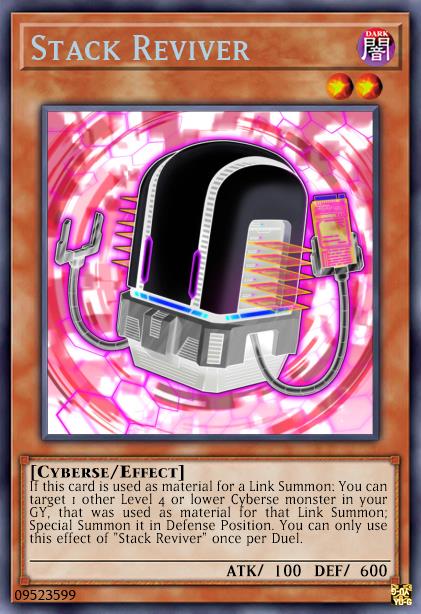 STACK REVIVER
DARK
闇
[CYBERSE/EFFECT]
If this card is used as material for a Link Summon: You can
target 1 other Level 4 or lower Cyberse monster in your
GY, that was used as material for that Link Summon;
Special Summon it in Defense Position. You can only use
this effect of "Stack Reviver" once per Duel.
ATK/ 100 DEF/ 600
09523599